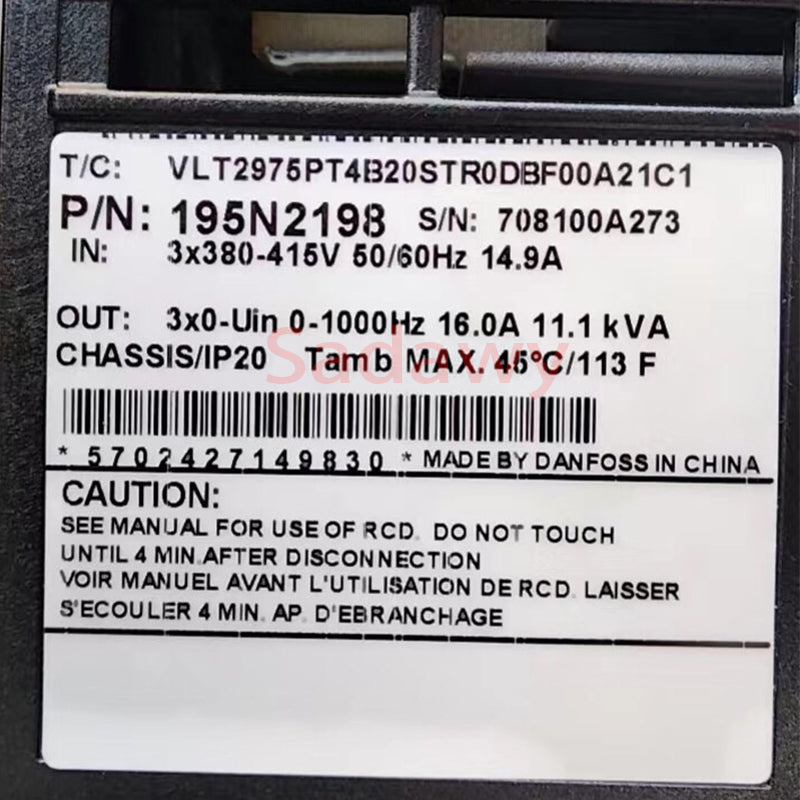 T/C: VLT2975PT4B20STR0DBF00A21C1
P/N: 195N2198 S/N: 708100A273
IN: 3x380-415V 50/60Hz 14.9A
OUT: 3x0-Uin 0-1000Hz 16.0A 11.1 kVA
CHASSIS/IP20 Tamb MAX. 45°C/113 F
Sadawy
* 5702427149830 * MADE BY DANFOSS IN CHINA
CAUTION:
SEE MANUAL FOR USE OF RCD. DO NOT TOUCH
UNTIL 4 MIN.AFTER DISCONNECTION
VOIR MANUEL AVANT L'UTILISATION DE RCD. LAISSER
S'ECOULER 4 MIN. AP. D'EBRANCHAGE